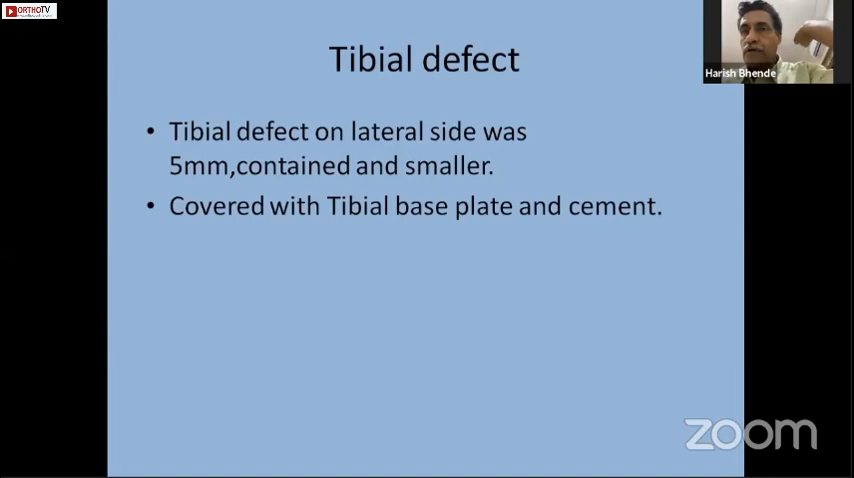 ORTHOTV
Harish Bhende
Tibial defect
• Tibial defect on lateral side was
5mm,contained and smaller.
• Covered with Tibial base plate and cement.
zoom